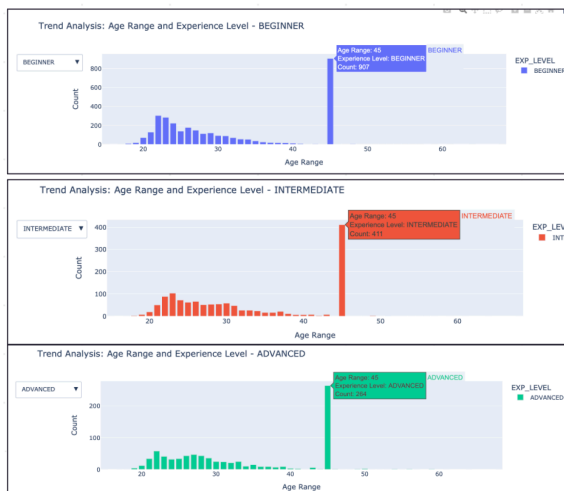 Trend Analysis: Age Range and Experience Level - BEGINNER
BEGINNER ▼
Age Range: 45
Experience Level: BEGINNER
Count: 907
BEGINNER
EXP_LEVEL
BEGINNER
Count
800
600
400
200
0
20
30
40
50
60
Age Range
Trend Analysis: Age Range and Experience Level - INTERMEDIATE
INTERMEDIATE ▼
Age Range: 45
Experience Level: INTERMEDIATE
Count: 411
INTERMEDIATE
EXP_LEV
INT
Count
400
300
200
100
0
20
30
40
50
60
Age Range
Trend Analysis: Age Range and Experience Level - ADVANCED
ADVANCED ▼
Age Range: 45
Experience Level: ADVANCED
Count: 264
ADVANCED
EXP_LEVEL
ADVANCED
Count
200
100
0
20
30
40
50
60
Age Range